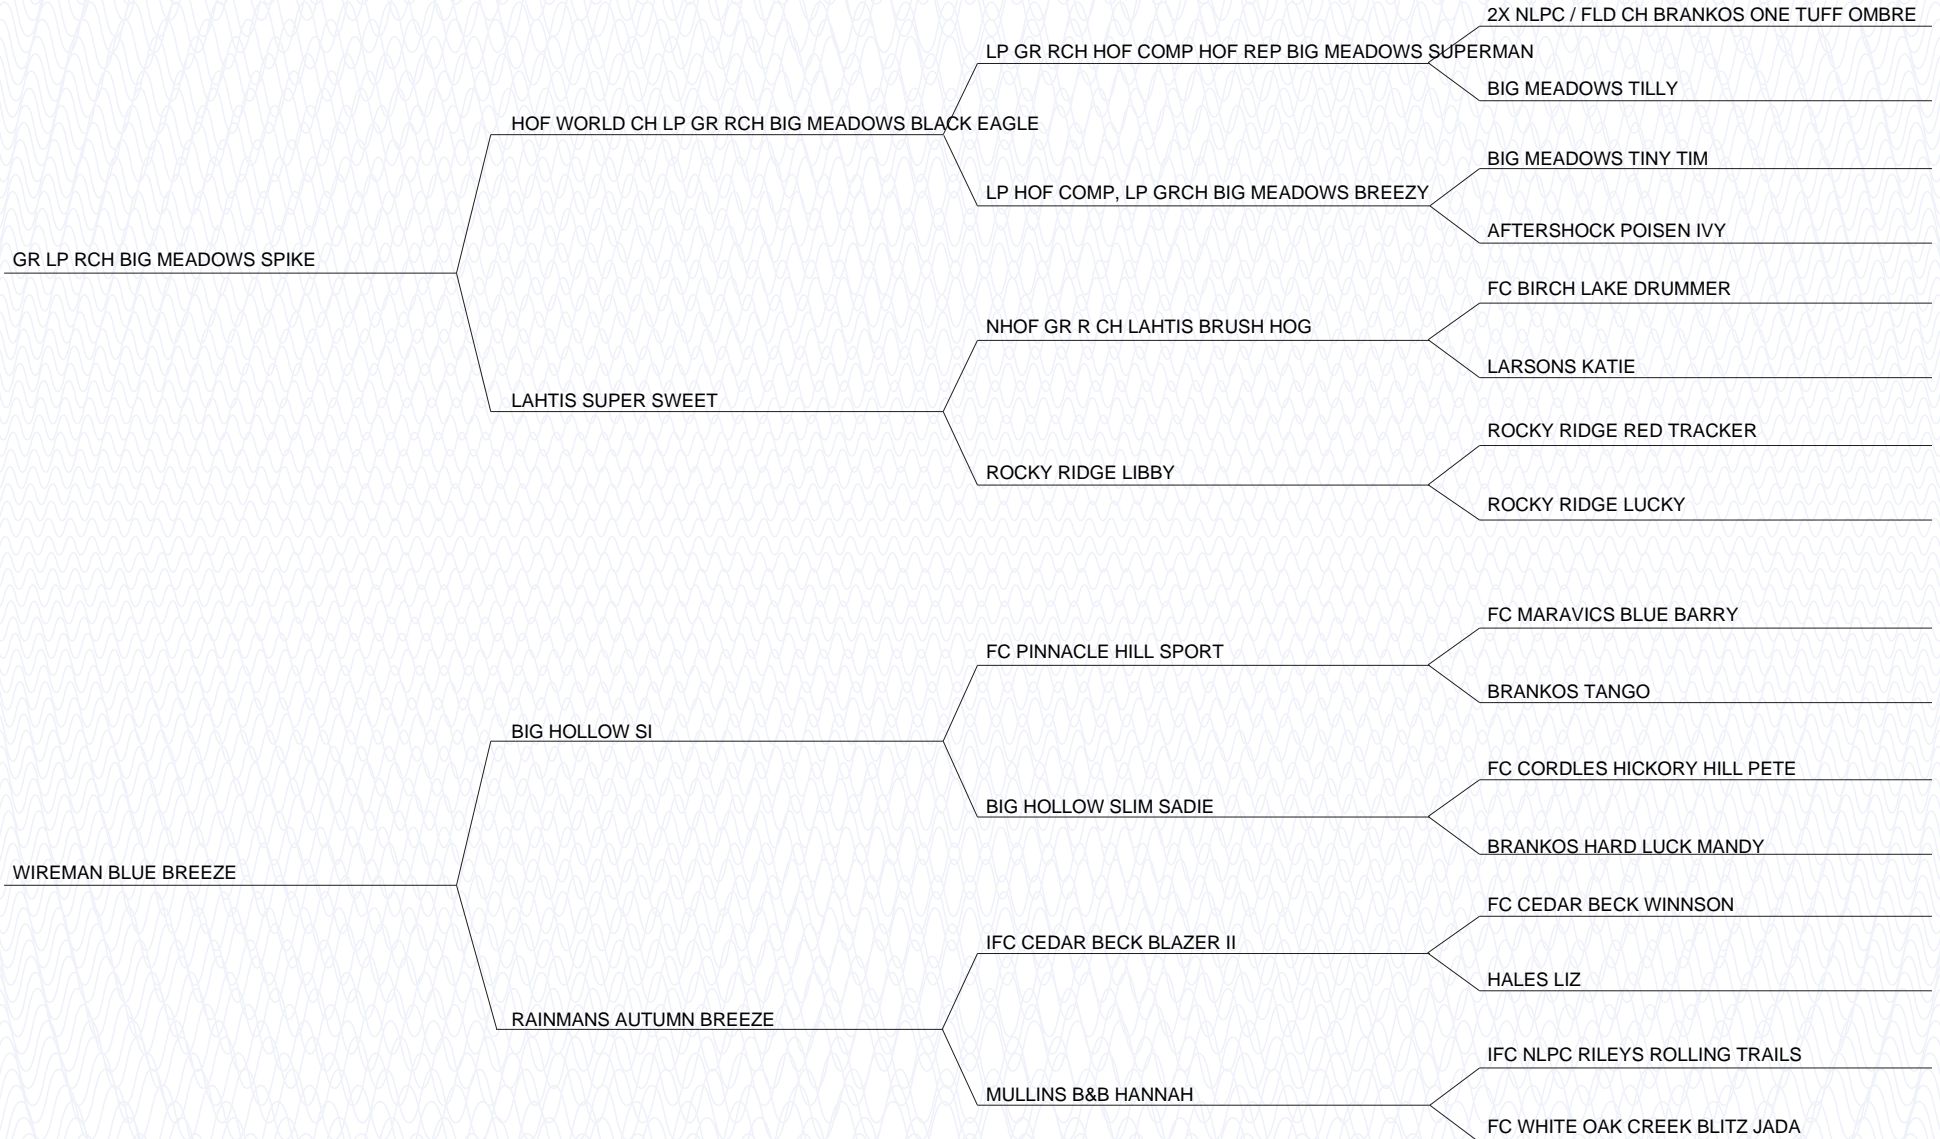 2X NLPC / FLD CH BRANKOS ONE TUFF OMBRE
LP GR RCH HOF COMP HOF REP BIG MEADOWS SUPERMAN
BIG MEADOWS TILLY
HOF WORLD CH LP GR RCH BIG MEADOWS BLACK EAGLE
BIG MEADOWS TINY TIM
LP HOF COMP, LP GRCH BIG MEADOWS BREEZY
AFTERSHOCK POISEN IVY
GR LP RCH BIG MEADOWS SPIKE
FC BIRCH LAKE DRUMMER
NHOF GR R CH LAHTIS BRUSH HOG
LARSONS KATIE
LAHTIS SUPER SWEET
ROCKY RIDGE RED TRACKER
ROCKY RIDGE LIBBY
ROCKY RIDGE LUCKY
FC MARAVICS BLUE BARRY
FC PINNACLE HILL SPORT
BRANKOS TANGO
BIG HOLLOW SI
FC CORDLES HICKORY HILL PETE
BIG HOLLOW SLIM SADIE
BRANKOS HARD LUCK MANDY
WIREMAN BLUE BREEZE
FC CEDAR BECK WINNSON
IFC CEDAR BECK BLAZER II
HALES LIZ
RAINMANS AUTUMN BREEZE
IFC NLPC RILEYS ROLLING TRAILS
MULLINS B&B HANNAH
FC WHITE OAK CREEK BLITZ JADA